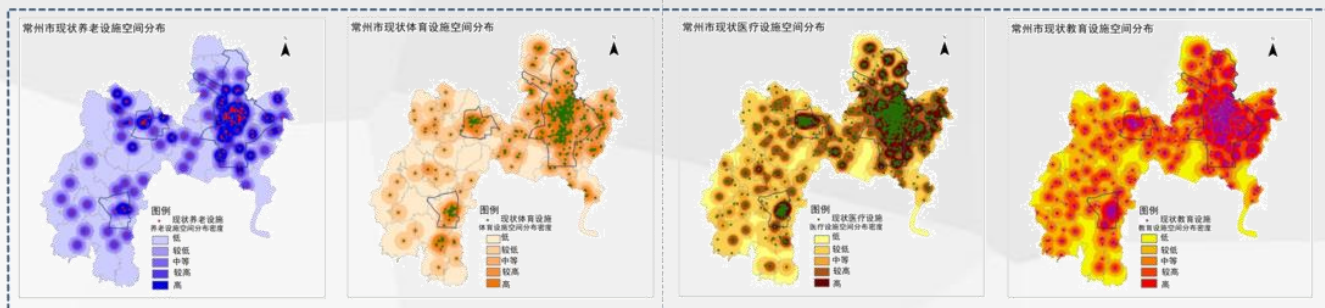 常州市现状养老设施空间分布
N
图例
现状养老设施
养老设施空间分布密度
低
较低
中等
较高
高
常州市现状体育设施空间分布
N
图例
现状体育设施
体育设施空间分布密度
低
较低
中等
较高
高
常州市现状医疗设施空间分布
N
图例
现状医疗设施
医疗设施空间分布密度
低
较低
中等
较高
高
常州市现状教育设施空间分布
N
图例
现状教育设施
教育设施空间分布密度
低
较低
中等
较高
高